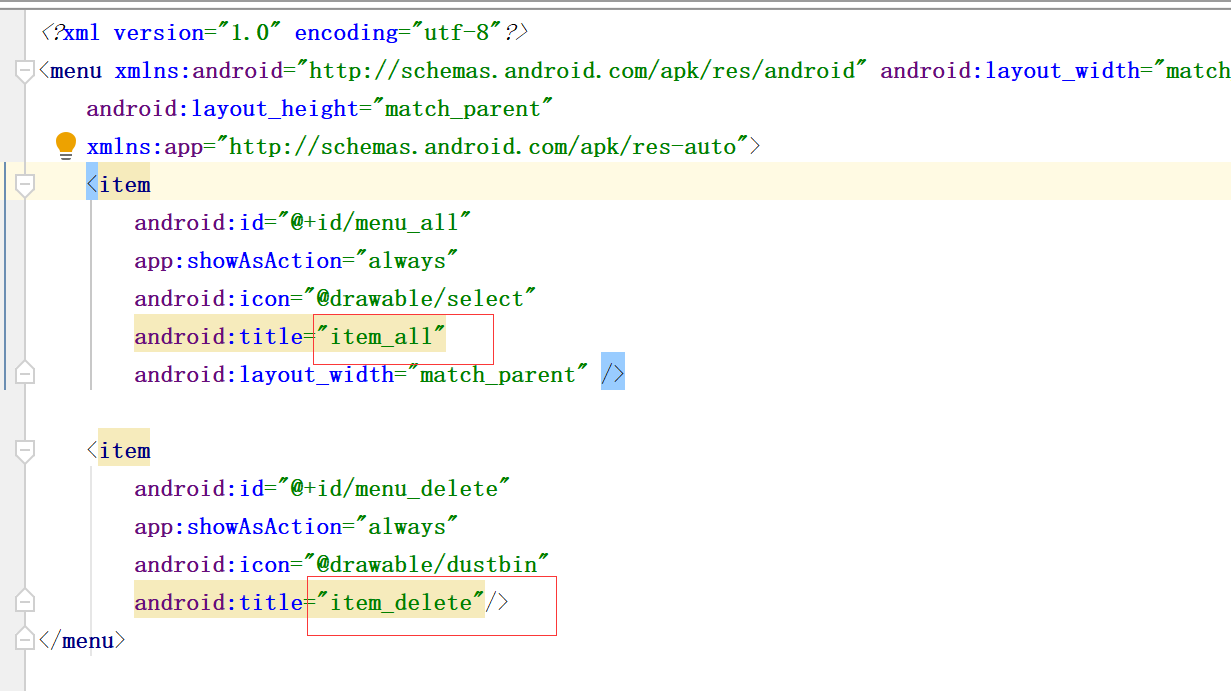 <?xml version="1.0" encoding="utf-8"?>
<menu xmlns:android="http://schemas.android.com/apk/res/android" android:layout_width="match
android:layout_height="match_parent"
xmlns:app="http://schemas.android.com/apk/res-auto">
<item
android:id="@+id/menu_all"
app:showAsAction="always"
android:icon="@drawable/select"
android:title="item_all"
android:layout_width="match_parent" />
<item
android:id="@+id/menu_delete"
app:showAsAction="always"
android:icon="@drawable/dustbin"
android:title="item_delete"/>
</menu>